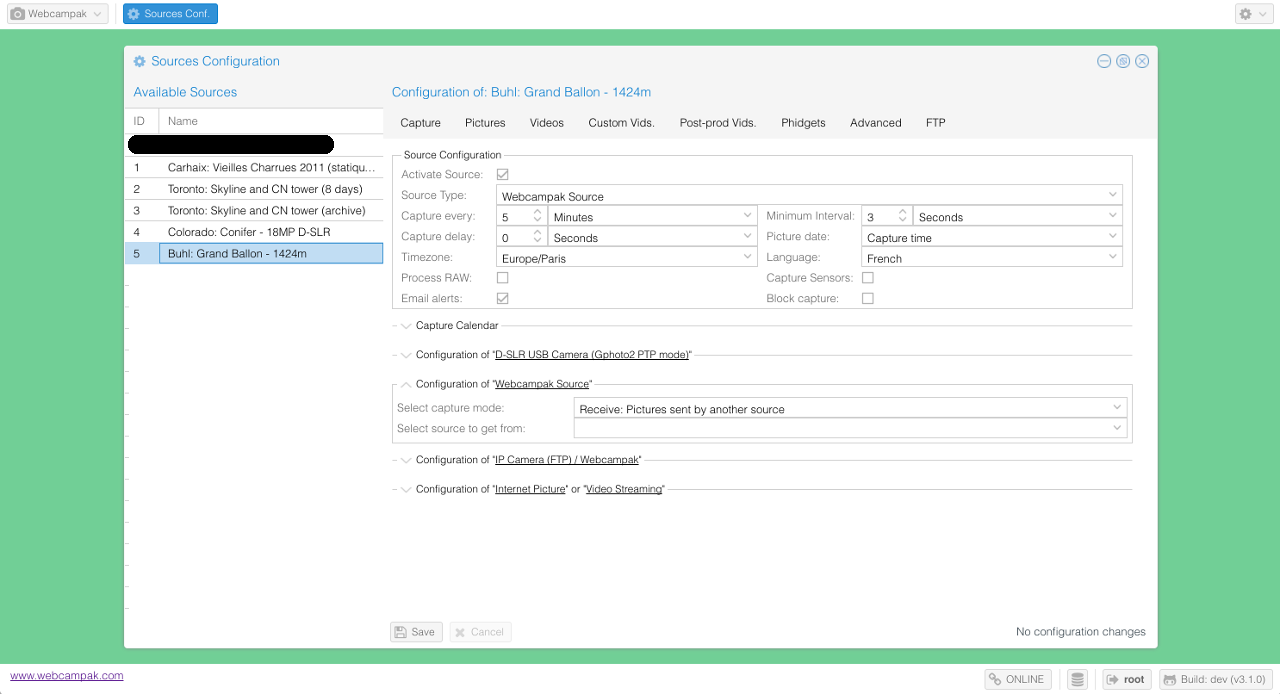 Webcampak Sources Conf.
Sources Configuration
Available Sources
ID Name
1 Carhaix: Vieilles Charrues 2011 (statiqu...
2 Toronto: Skyline and CN tower (8 days)
3 Toronto: Skyline and CN tower (archive)
4 Colorado: Conifer - 18MP D-SLR
5 Buhl: Grand Ballon - 1424m
Configuration of: Buhl: Grand Ballon - 1424m
Capture Pictures Videos Custom Vids. Post-prod Vids. Phidgets Advanced FTP
Source Configuration
Activate Source:
Source Type: Webcampak Source
Capture every: 5 Minutes Minimum Interval: 3 Seconds
Capture delay: 0 Seconds Picture date: Capture time
Timezone: Europe/Paris Language: French
Process RAW: Capture Sensors:
Email alerts: Block capture:
Capture Calendar
Configuration of "D-SLR USB Camera (Gphoto2 PTP mode)"
Configuration of "Webcampak Source"
Select capture mode: Receive: Pictures sent by another source
Select source to get from:
Configuration of "IP Camera (FTP) / Webcampak"
Configuration of "Internet Picture" or "Video Streaming"
Save Cancel No configuration changes
www.webcampak.com ONLINE root Build: dev (v3.1.0)